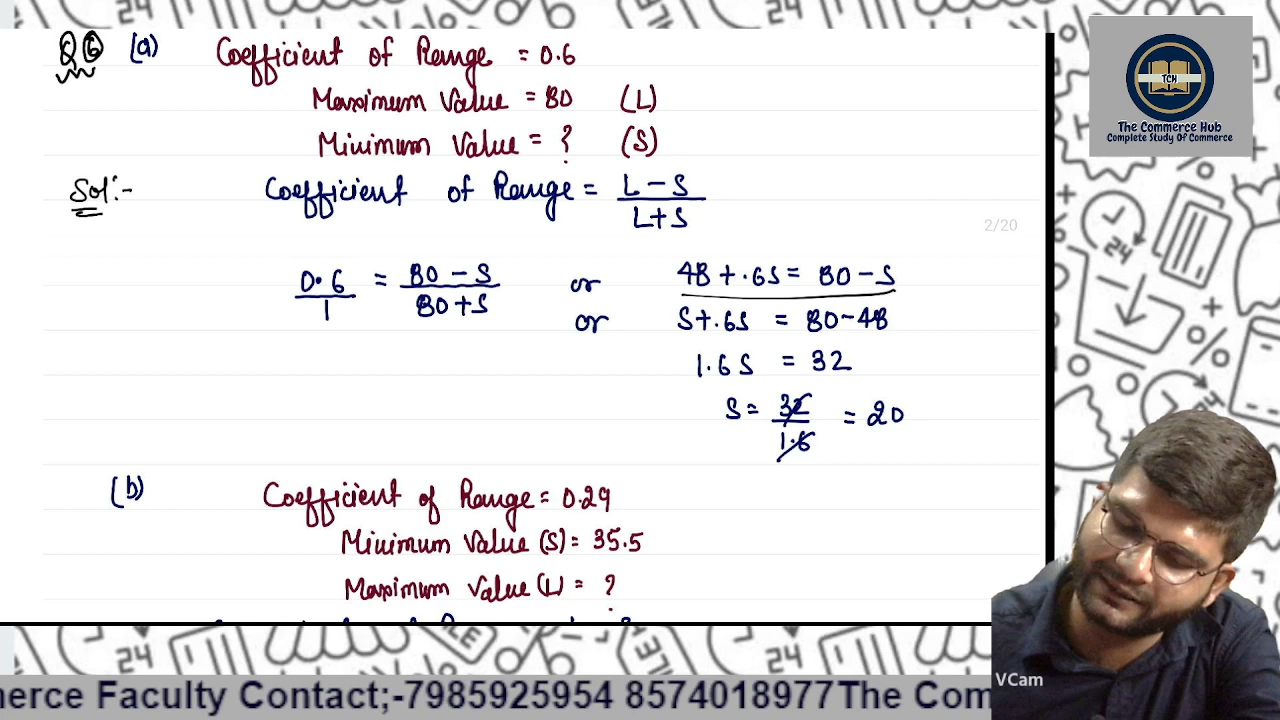 Q6 (a) Coefficient of Range = 0.6
Maximum Value = 80 (L)
Minimum Value = ? (S)
Sol:- Coefficient of Range = L - S / L + S
2/20
0.6 / 1 = 80 - S / 80 + S or 48 + .6S = 80 - S
or S + .6S = 80 - 48
1.6S = 32
S = 32 / 1.6 = 20
(b) Coefficient of Range = 0.29
Minimum Value (S) = 35.5
Maximum Value (L) = ?
TCH
The Commerce Hub
Complete Study Of Commerce
VCam
merce Faculty Contact;-7985925954 8574018977The Com